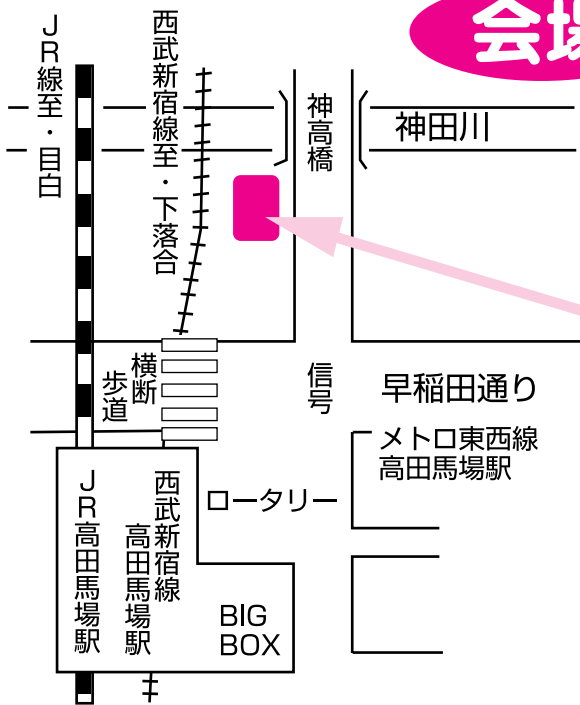 会場
JR線至・目白
西武新宿線至・下落合
神高橋
神田川
横断
歩道
信号
早稲田通り
メトロ東西線
高田馬場駅
ロータリー
JR高田馬場駅
西武新宿線
高田馬場駅
BIG
BOX